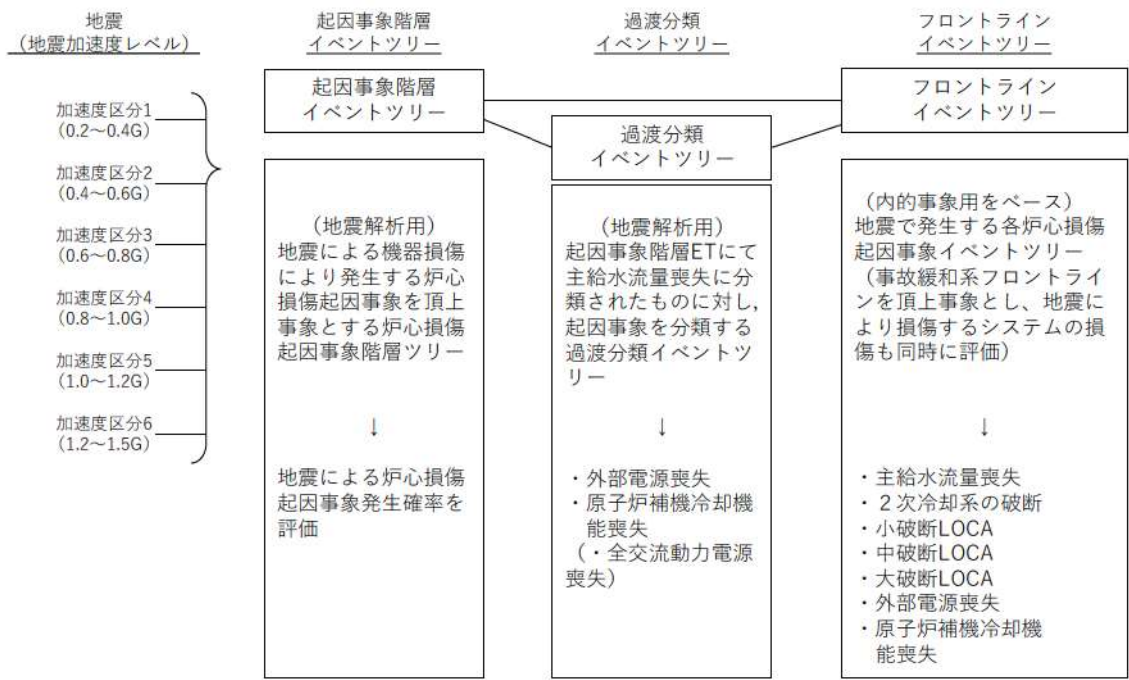 地震
(地震加速度レベル)
加速度区分1
(0.2～0.4G)
加速度区分2
(0.4～0.6G)
加速度区分3
(0.6～0.8G)
加速度区分4
(0.8～1.0G)
加速度区分5
(1.0～1.2G)
加速度区分6
(1.2～1.5G)
起因事象階層
イベントツリー
起因事象階層
イベントツリー
(地震解析用)
地震による機器損傷
により発生する炉心
損傷起因事象を頂上
事象とする炉心損傷
起因事象階層ツリー
↓
地震による炉心損傷
起因事象発生確率を
評価
過渡分類
イベントツリー
過渡分類
イベントツリー
(地震解析用)
起因事象階層ETにて
主給水流量喪失に分
類されたものに対し,
起因事象を分類する
過渡分類イベントツ
リー
↓
・外部電源喪失
・原子炉補機冷却機
能喪失
(・全交流動力電源
喪失)
フロントライン
イベントツリー
フロントライン
イベントツリー
(内的事象用をベース)
地震で発生する各炉心損傷
起因事象イベントツリー
(事故緩和系フロントライ
ンを頂上事象とし、地震に
より損傷するシステムの損
傷も同時に評価)
↓
・主給水流量喪失
・２次冷却系の破断
・小破断LOCA
・中破断LOCA
・大破断LOCA
・外部電源喪失
・原子炉補機冷却機
能喪失